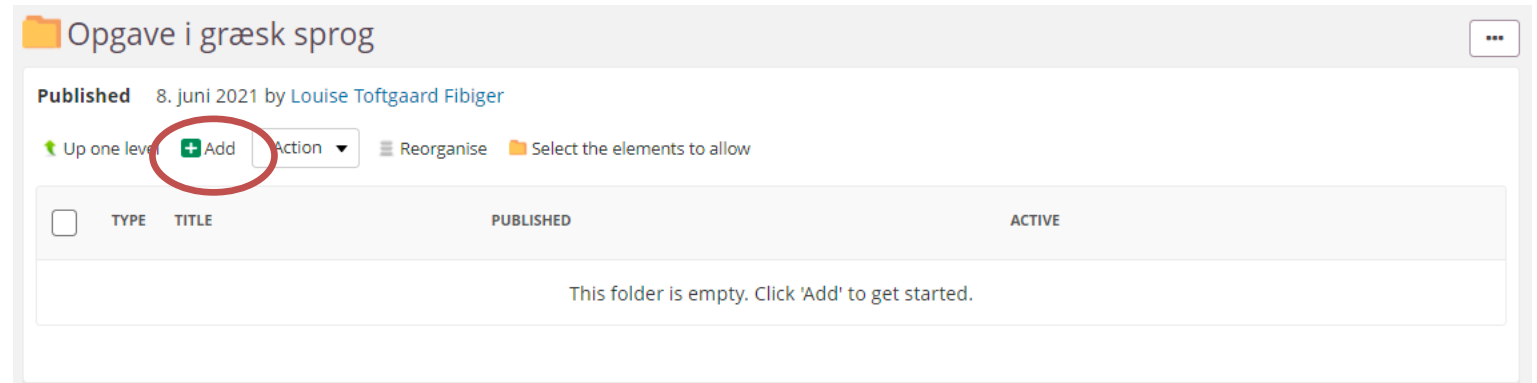 Opgave i græsk sprog
Published 8. juni 2021 by Louise Toftgaard Fibiger
Up one level Add Action Reorganise Select the elements to allow
TYPE TITLE PUBLISHED ACTIVE
This folder is empty. Click 'Add' to get started.